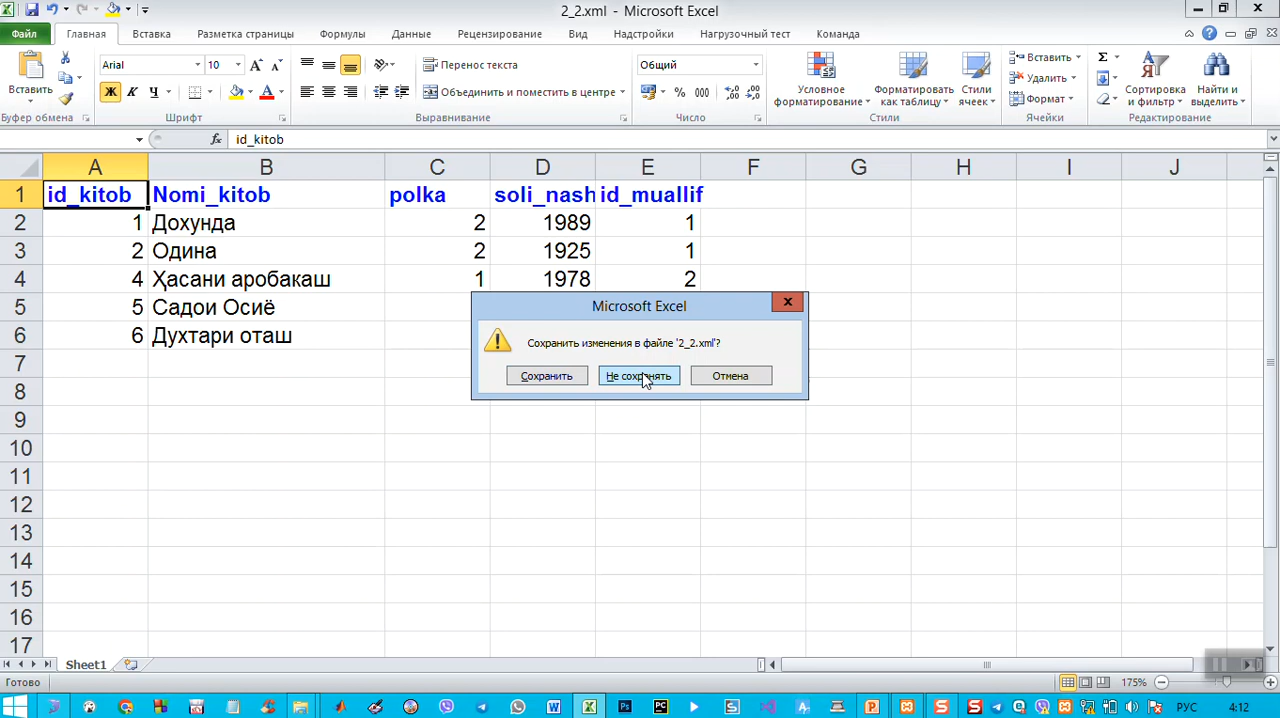 2_2.xml - Microsoft Excel
Файл Главная Вставка Разметка страницы Формулы Данные Рецензирование Вид Надстройки Нагрузочный тест Команда
Вставить
Буфер обмена
Arial 10
Ж К Ч
Шрифт
Перенос текста
Объединить и поместить в центре
Выравнивание
Общий
% 000
Число
Условное форматирование
Форматировать как таблицу
Стили ячеек
Стили
Вставить
Удалить
Формат
Ячейки
Сортировка и фильтр
Найти и выделить
Редактирование
fx id_kitob
A B C D E F G H I J
1 id_kitob Nomi_kitob polka soli_nash id_muallif
2 1 Дохунда 2 1989 1
3 2 Одина 2 1925 1
4 4 Ҳасани аробакаш 1 1978 2
5 5 Садои Осиё
6 6 Духтари оташ
7
8
9
10
11
12
13
14
15
16
17
Microsoft Excel
Сохранить изменения в файле '2_2.xml'?
Сохранить Не сохранять Отмена
Sheet1
Готово 175%
РУС 4:12